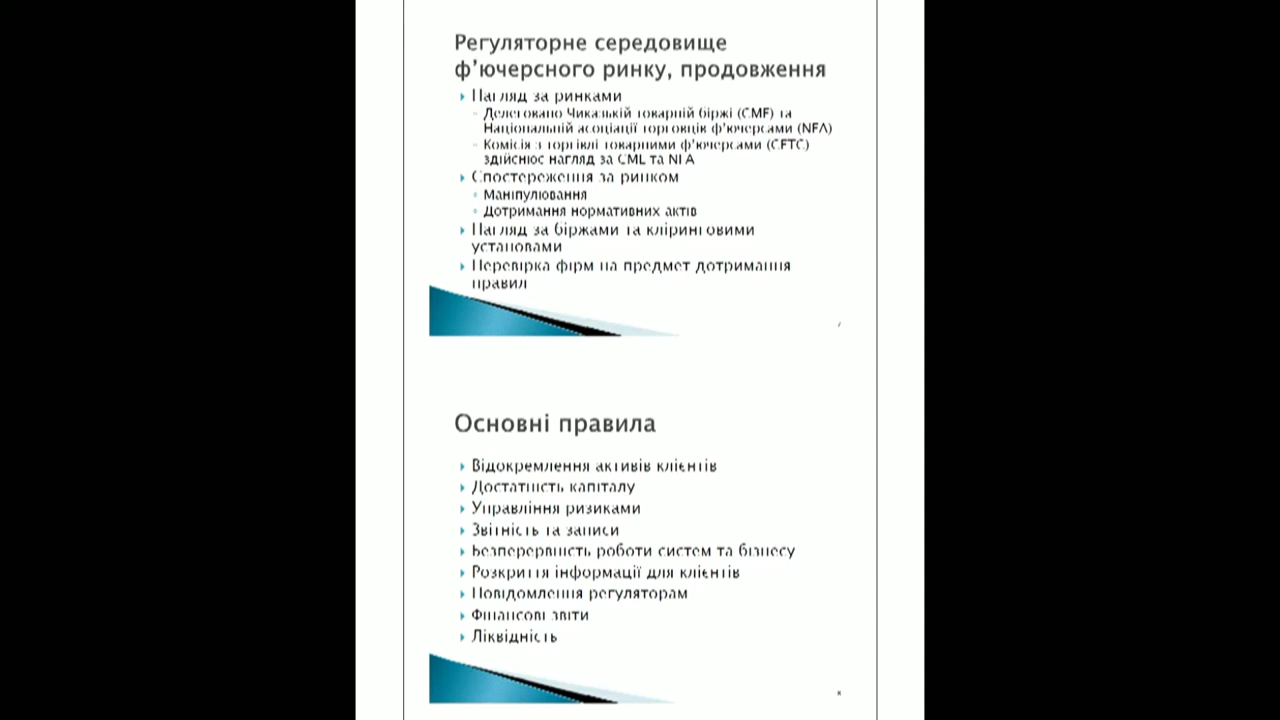 Регуляторне середовище
ф'ючерсного ринку, продовження
Нагляд за ринками
Делеговано Чиказькій товарній біржі (CME) та
Національній асоціації торговців ф'ючерсами (NFA)
Комісія з торгівлі товарними ф'ючерсами (CFTC)
здійснює нагляд за CME та NFA
Спостереження за ринком
Маніпулювання
Дотримання нормативних актів
Нагляд за біржами та кліринговими
установами
Перевірка фірм на предмет дотримання
правил
7
Основні правила
Відокремлення активів клієнтів
Достатність капіталу
Управління ризиками
Звітність та записи
Безперервність роботи систем та бізнесу
Розкриття інформації для клієнтів
Повідомлення регуляторам
Фінансові звіти
Ліквідність
8